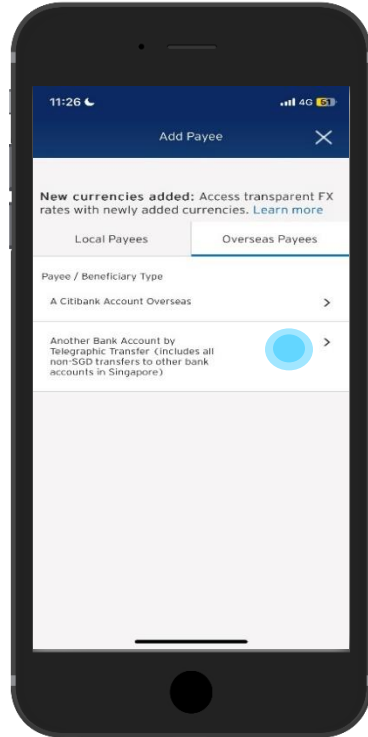 11:26
4G 51
Add Payee
New currencies added: Access transparent FX
rates with newly added currencies. Learn more
Local Payees
Overseas Payees
Payee / Beneficiary Type
A Citibank Account Overseas
Another Bank Account by
Telegraphic Transfer (includes all
non-SGD transfers to other bank
accounts in Singapore)